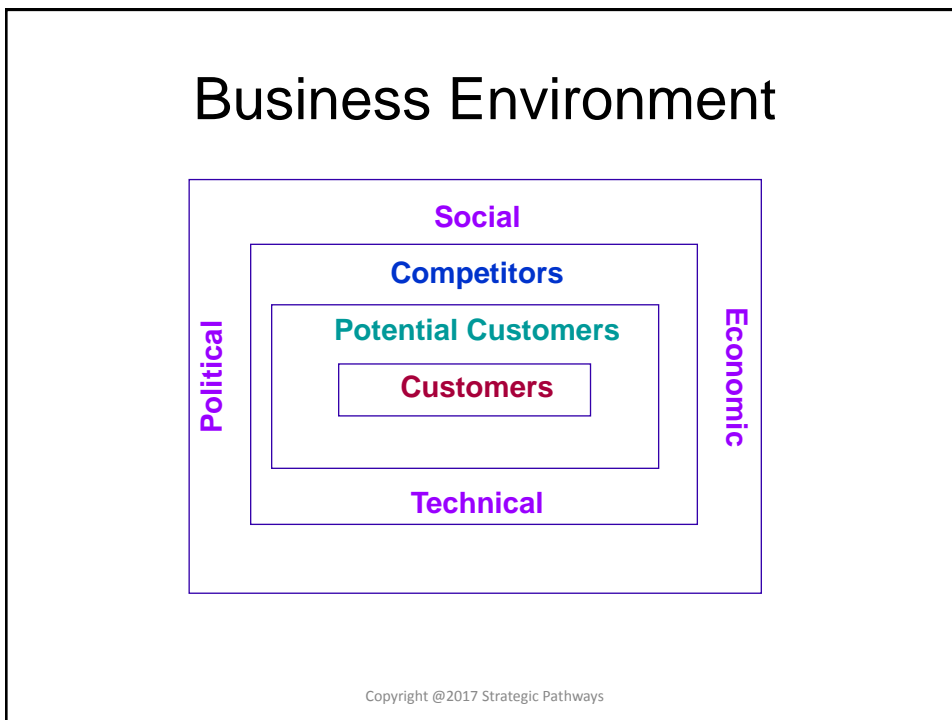 Business Environment
Social
Competitors
Potential Customers
Customers
Political
Economic
Technical
Copyright @2017 Strategic Pathways